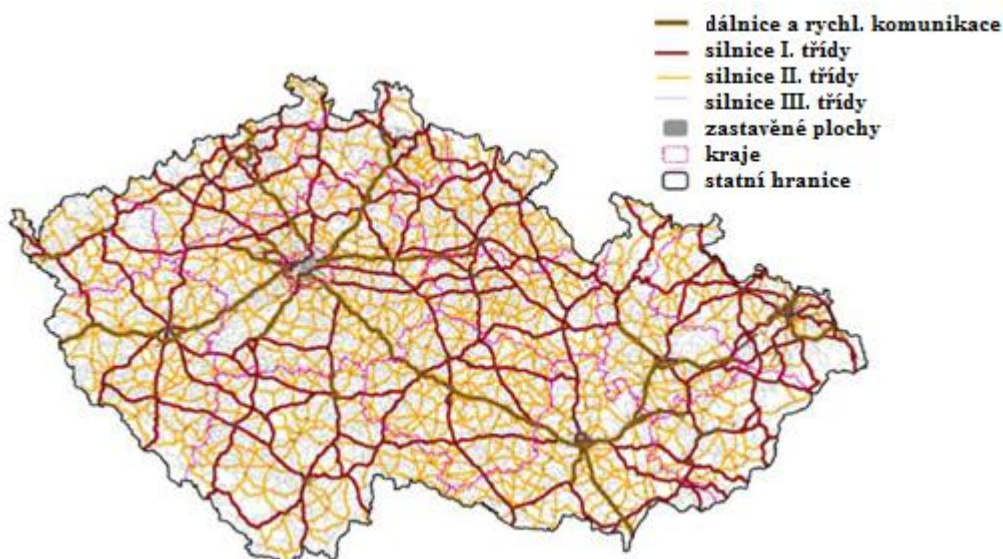 dálnice a rychl. komunikace
silnice I. třídy
silnice II. třídy
silnice III. třídy
zastavěné plochy
kraje
statní hranice